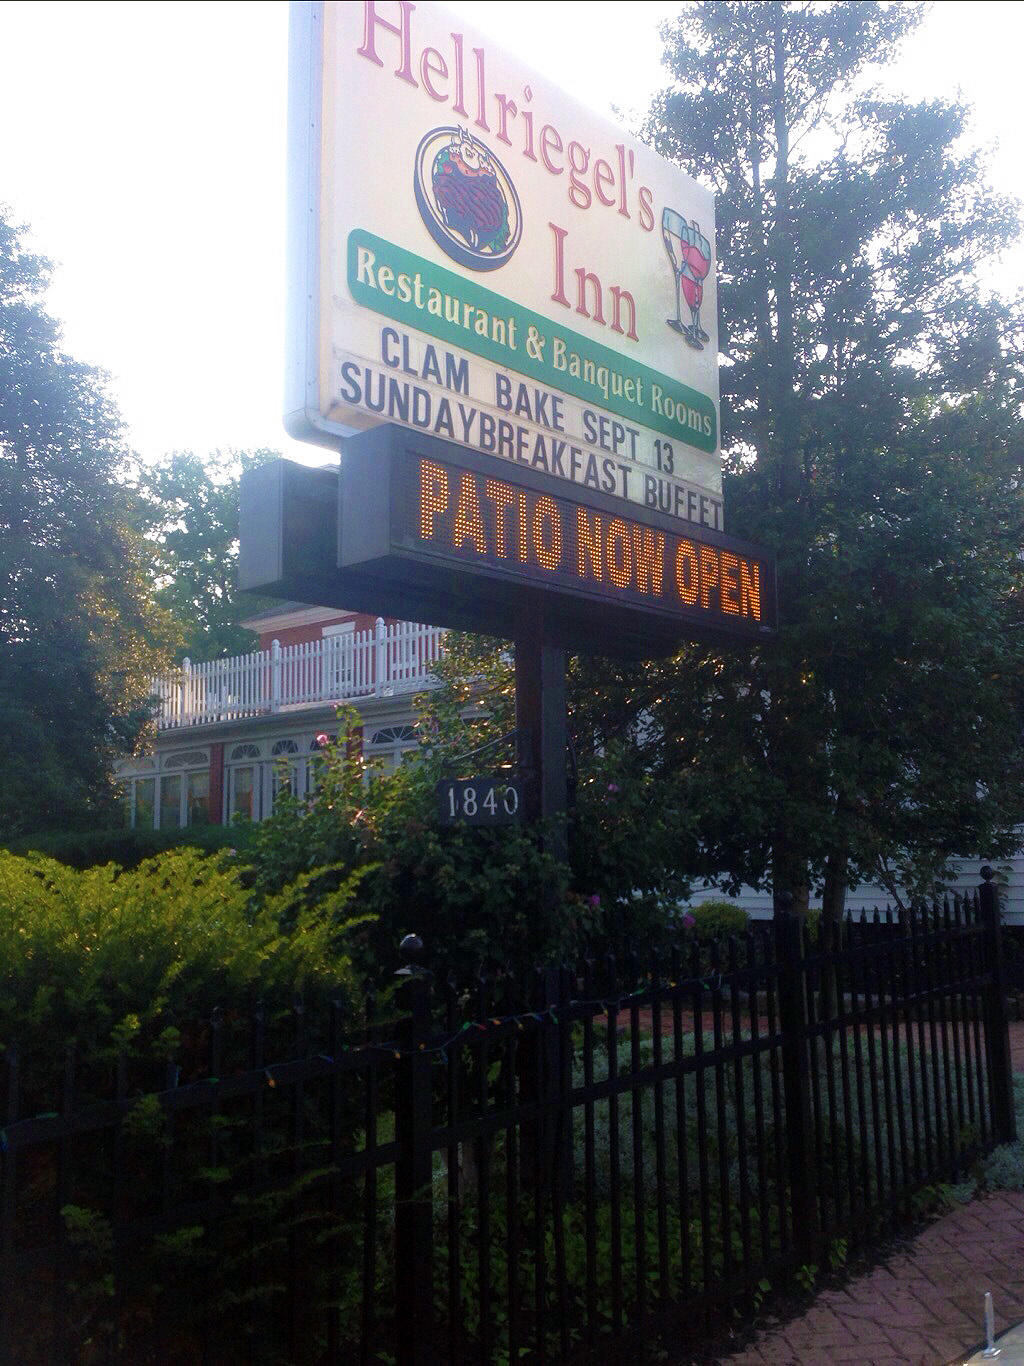 Hellriegel's
Inn
Restaurant & Banquet Rooms
CLAM BAKE SEPT 13
SUNDAYBREAKFAST BUFFET
PATIO NOW OPEN
1840